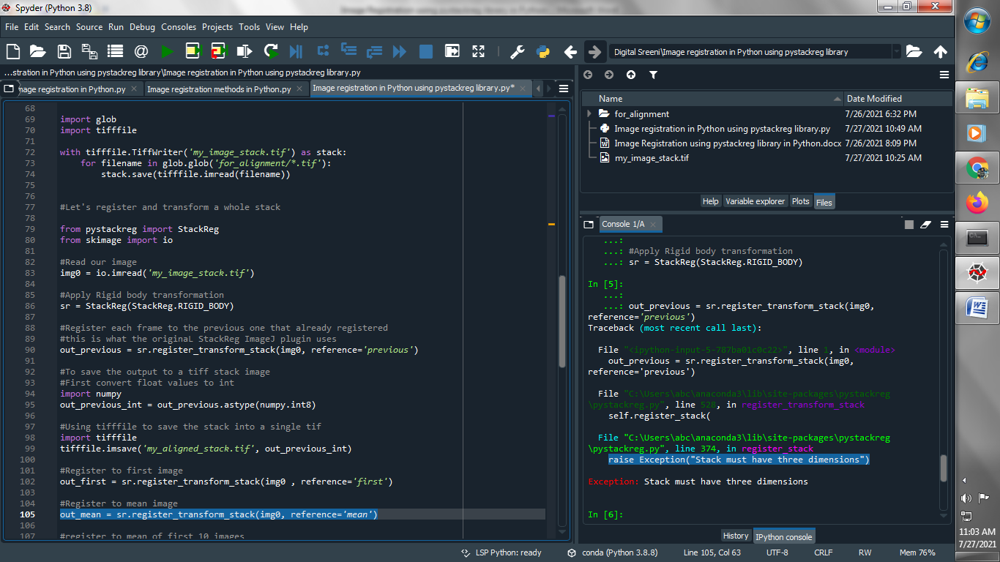 Spyder (Python 3.8)
File Edit Search Source Run Debug Consoles Projects Tools View Help
Digital Sreeni\Image registration in Python using pystackreg library
...stration in Python using pystackreg library\Image registration in Python using pystackreg library.py
mage registration in Python.py
Image registration methods in Python.py
Image registration in Python using pystackreg library.py*
68
69 import glob
70 import tifffile
71
72 with tifffile.TiffWriter('my_image_stack.tif') as stack:
73 for filename in glob.glob('for_alignment/*.tif'):
74 stack.save(tifffile.imread(filename))
75
76
77 #Let's register and transform a whole stack
78
79 from pystackreg import StackReg
80 from skimage import io
81
82 #Read our image
83 img0 = io.imread('my_image_stack.tif')
84
85 #Apply Rigid body transformation
86 sr = StackReg(StackReg.RIGID_BODY)
87
88 #Register each frame to the previous one that already registered
89 #this is what the originaL StackReg ImageJ plugin uses
90 out_previous = sr.register_transform_stack(img0, reference='previous')
91
92 #To save the output to a tiff stack image
93 #First convert float values to int
94 import numpy
95 out_previous_int = out_previous.astype(numpy.int8)
96
97 #Using tifffile to save the stack into a single tif
98 import tifffile
99 tifffile.imsave('my_aligned_stack.tif', out_previous_int)
100
101 #Register to first image
102 out_first = sr.register_transform_stack(img0 , reference='first')
103
104 #Register to mean image
105 out_mean = sr.register_transform_stack(img0, reference='mean')
106
107 #register to mean of first 10 images
Name Date Modified
for_alignment 7/26/2021 6:32 PM
Image registration in Python using pystackreg library.py 7/27/2021 10:49 AM
Image Registration using pystackreg library in Python.docx 7/26/2021 8:09 PM
my_image_stack.tif 7/27/2021 10:25 AM
Help Variable explorer Plots Files
Console 1/A
...:
...: #Apply Rigid body transformation
...: sr = StackReg(StackReg.RIGID_BODY)
In [5]:
...:
...: out_previous = sr.register_transform_stack(img0,
reference='previous')
Traceback (most recent call last):
File "<ipython-input-5-787ba01c0c22>", line 1, in <module>
out_previous = sr.register_transform_stack(img0,
reference='previous')
File "C:\Users\abc\anaconda3\lib\site-packages\pystackreg
\pystackreg.py", line 528, in register_transform_stack
self.register_stack(
File "C:\Users\abc\anaconda3\lib\site-packages\pystackreg
\pystackreg.py", line 374, in register_stack
raise Exception("Stack must have three dimensions")
Exception: Stack must have three dimensions
In [6]:
History IPython console
LSP Python: ready conda (Python 3.8.8) Line 105, Col 63 UTF-8 CRLF RW Mem 76%
11:03 AM
7/27/2021